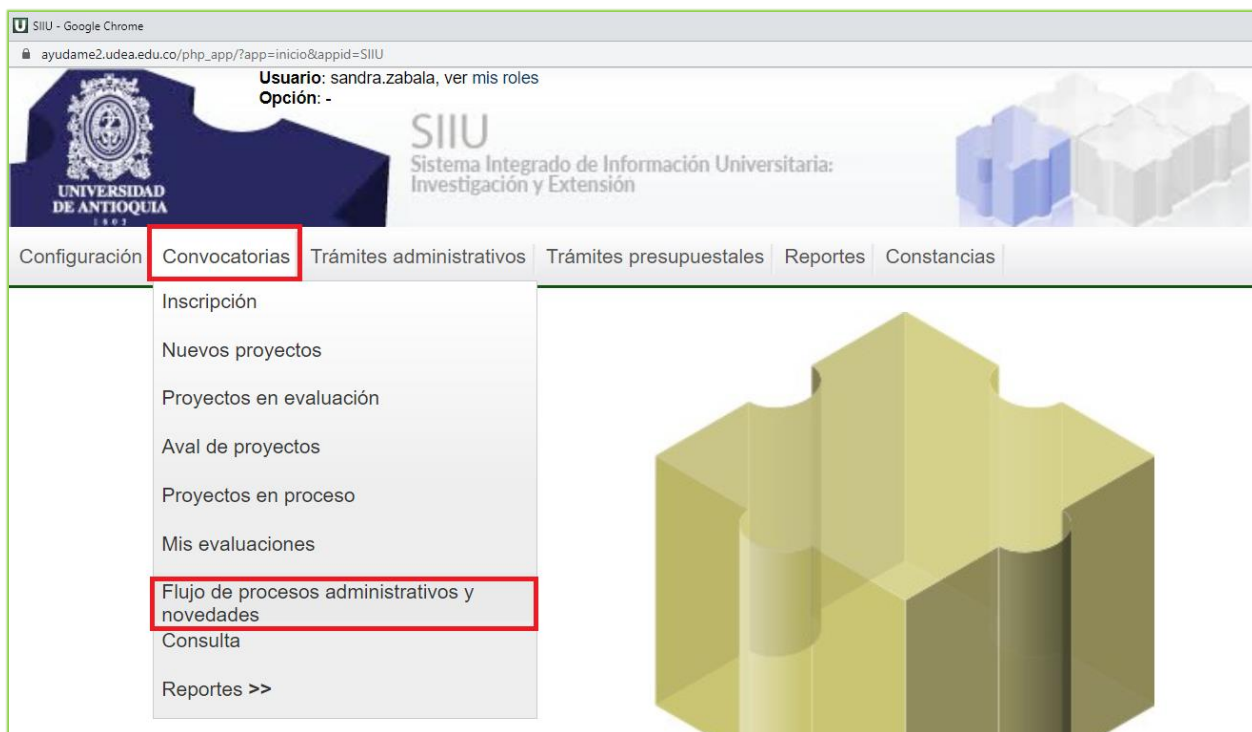 SIIU - Google Chrome
ayudame2.udea.edu.co/php_app/?app=inicio&appid=SIIU
Usuario: sandra.zabala, ver mis roles
Opción: -
SIIU
Sistema Integrado de Información Universitaria:
Investigación y Extensión
UNIVERSIDAD
DE ANTIOQUIA
1803
Configuración Convocatorias Trámites administrativos Trámites presupuestales Reportes Constancias
Inscripción
Nuevos proyectos
Proyectos en evaluación
Aval de proyectos
Proyectos en proceso
Mis evaluaciones
Flujo de procesos administrativos y
novedades
Consulta
Reportes >>